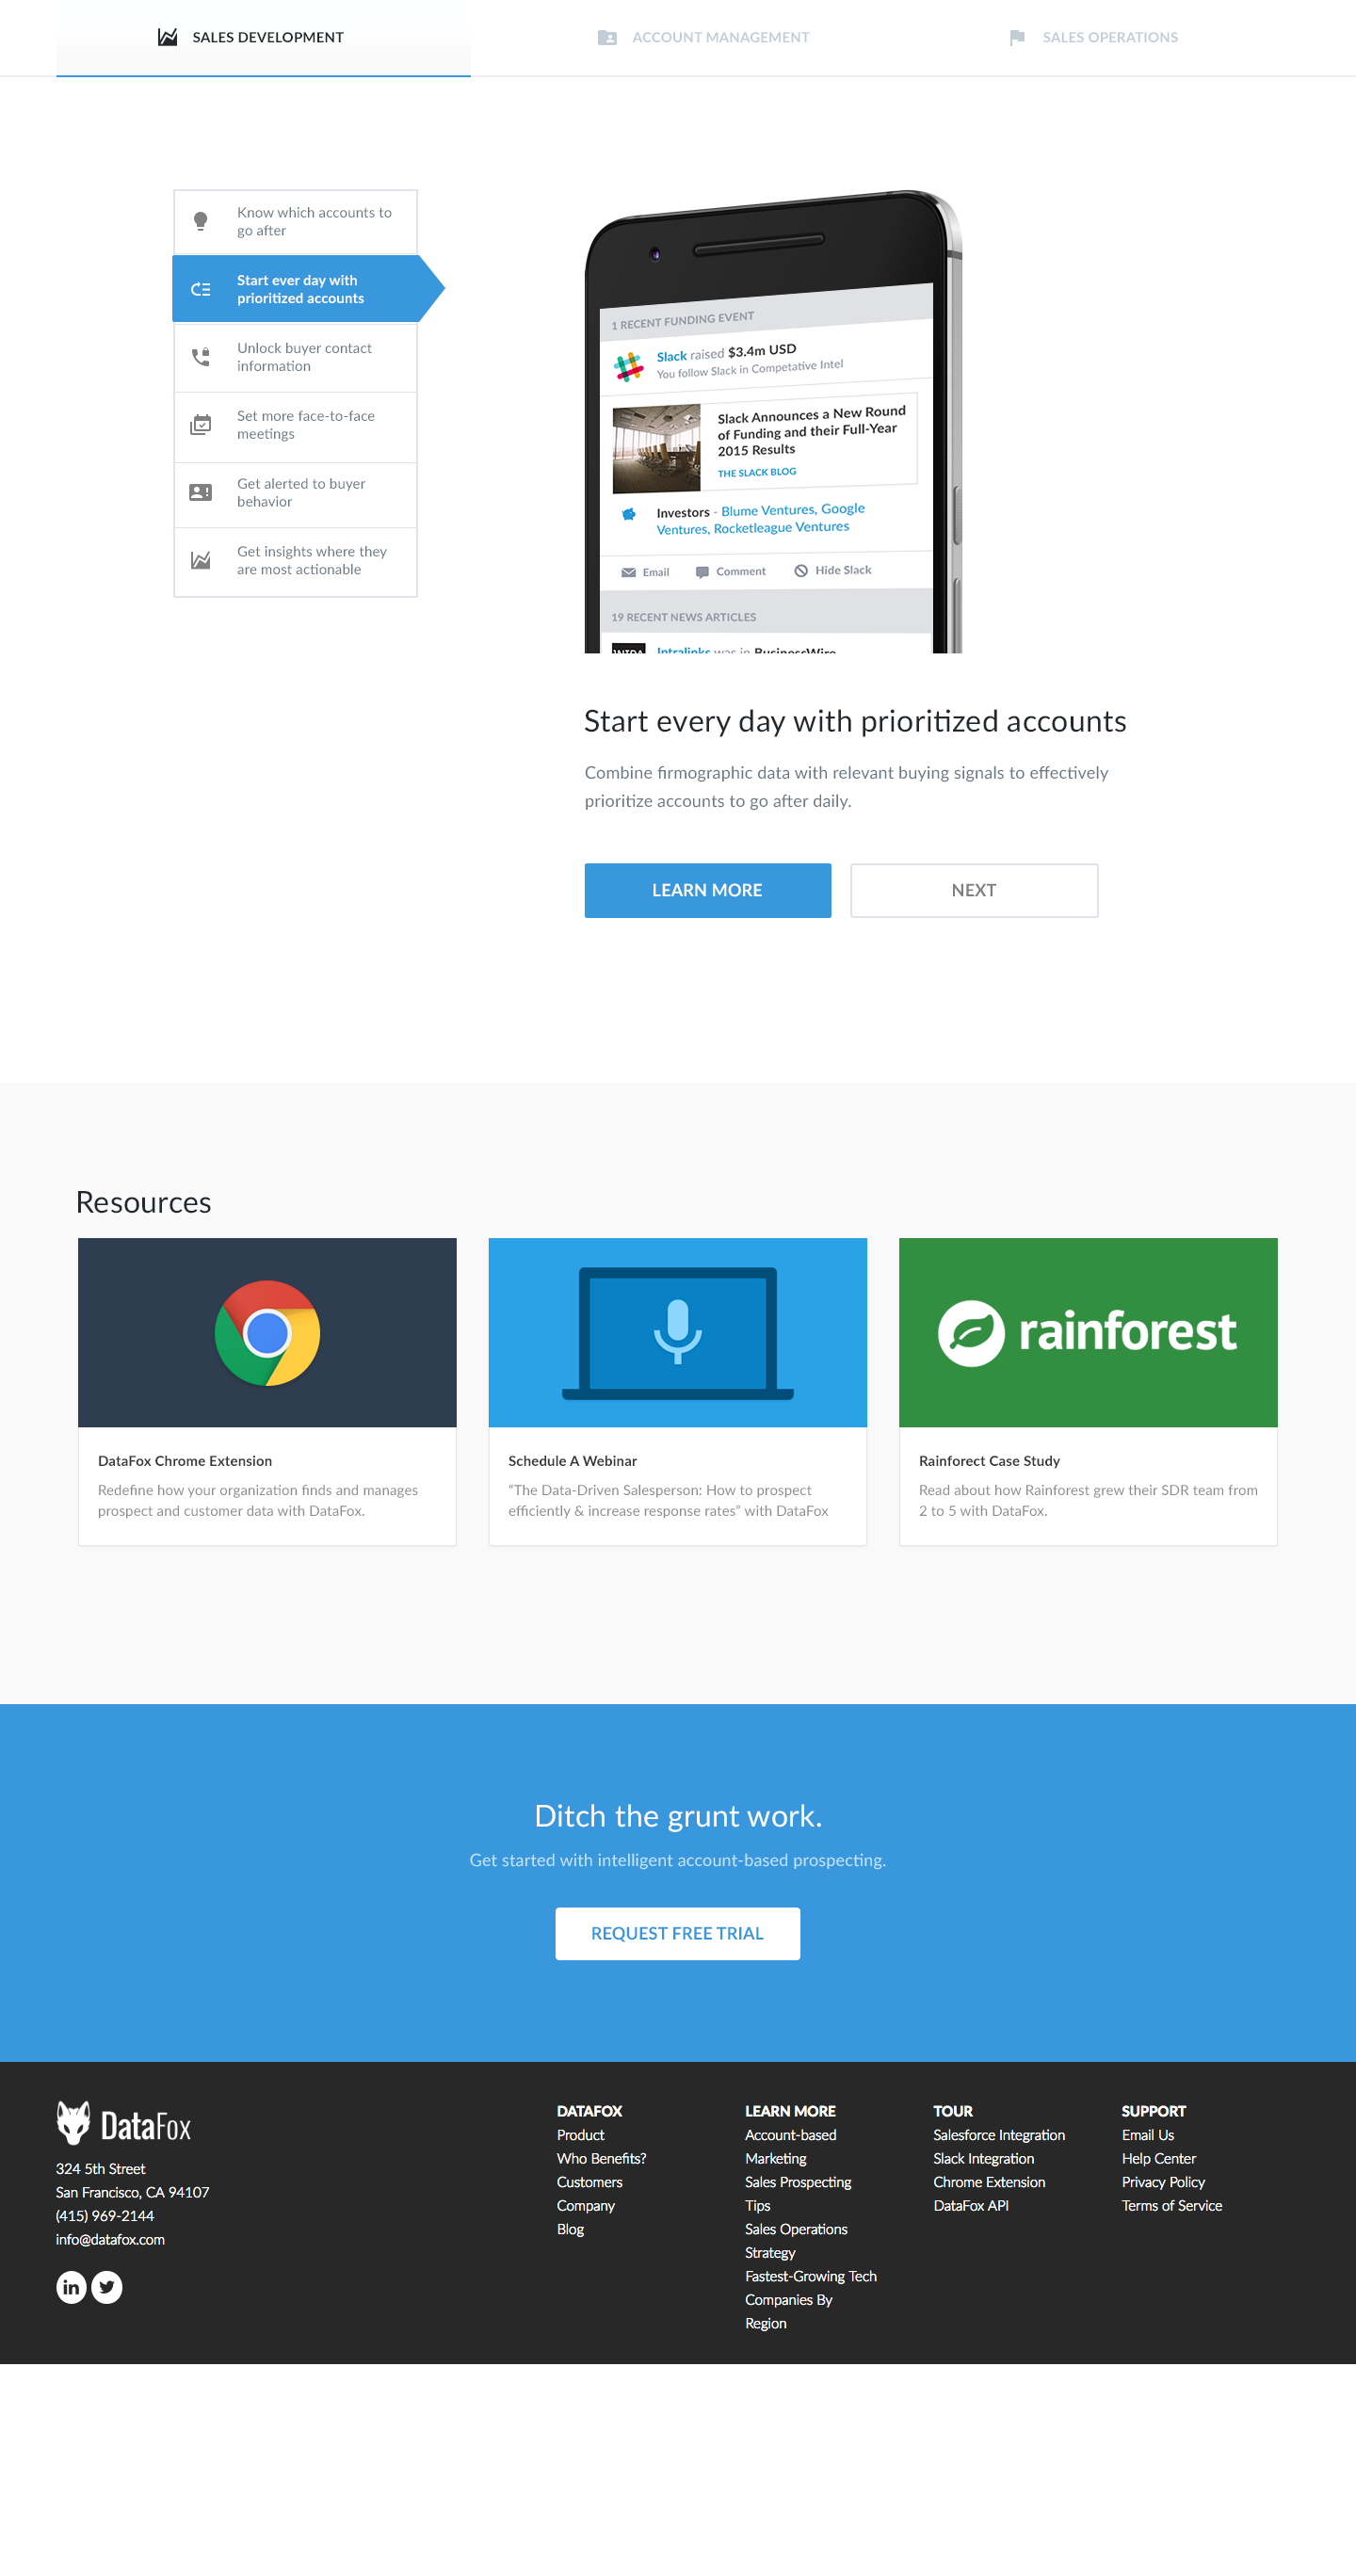 SALES DEVELOPMENT
ACCOUNT MANAGEMENT
SALES OPERATIONS
Know which accounts to
go after
Start ever day with
prioritized accounts
Unlock buyer contact
information
Set more face-to-face
meetings
Get alerted to buyer
behavior
Get insights where they
are most actionable
1 RECENT FUNDING EVENT
Slack raised $3.4m USD
You follow Slack in Competative Intel
Slack Announces a New Round
of Funding and their Full-Year
2015 Results
THE SLACK BLOG
Investors - Blume Ventures, Google
Ventures, Rocketleague Ventures
Email
Comment
Hide Slack
19 RECENT NEWS ARTICLES
Intralinks was in BusinessWire
Start every day with prioritized accounts
Combine firmographic data with relevant buying signals to effectively
prioritize accounts to go after daily.
LEARN MORE
NEXT
Resources
rainforest
DataFox Chrome Extension
Redefine how your organization finds and manages
prospect and customer data with DataFox.
Schedule A Webinar
“The Data-Driven Salesperson: How to prospect
efficiently & increase response rates” with DataFox
Rainforect Case Study
Read about how Rainforest grew their SDR team from
2 to 5 with DataFox.
Ditch the grunt work.
Get started with intelligent account-based prospecting.
REQUEST FREE TRIAL
DataFox
324 5th Street
San Francisco, CA 94107
(415) 969-2144
info@datafox.com
in
DATAFOX
Product
Who Benefits?
Customers
Company
Blog
LEARN MORE
Account-based
Marketing
Sales Prospecting
Tips
Sales Operations
Strategy
Fastest-Growing Tech
Companies By
Region
TOUR
Salesforce Integration
Slack Integration
Chrome Extension
DataFox API
SUPPORT
Email Us
Help Center
Privacy Policy
Terms of Service